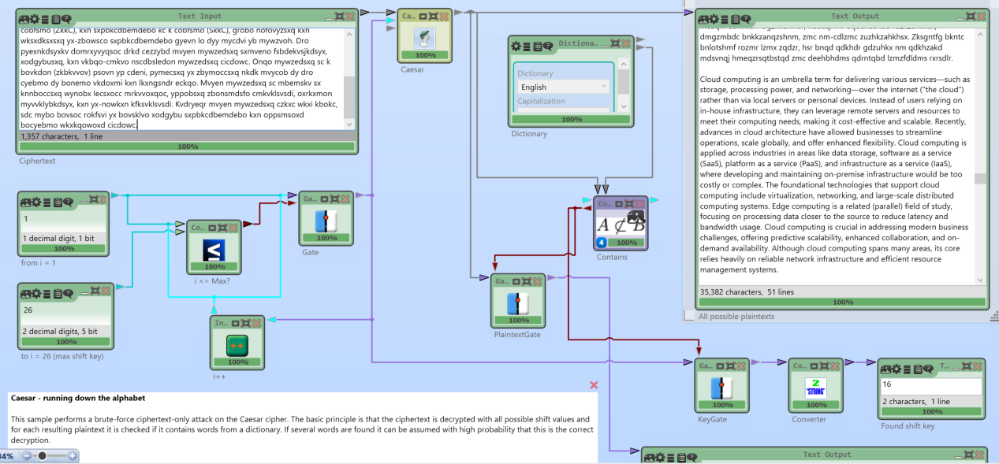 Text Input
cobfsmo (ZkkC), kxn sxpbkcdbemdebo kc k cobfsmo (SkkC), grobo nofovyzsxq kxn
wksxdksxsxq yx-zbowsco sxpbkcdbemdebo gyevn lo dyy mycdvi yb mywzvoh. Dro
pyexnkdsyxkv domrxyvyqsoc drkd cezzybd mvyen mywzedsxq sxmveno fsbdekvsjkdsyx,
xodgybusxq, kxn vkbqo-cmkvo nscdbsledon mywzedsxq cicdowc. Onqo mywzedsxq sc k
bovkdon (zkbkvvov) psovn yp cdeni, pymecsxq yx zbymoccsxq nkdk mvycob dy dro
cyebmo dy bonemo vkdoxmi kxn lkxngsndr eckqo. Mvyen mywzedsxq sc mbemskv sx
knnboccsxq wynobx lecsxocc mrkvvoxqoc, yppobsxq zbonsmdsfo cmkvklsvsdi, oxrkxmon
myvvklybkdsyx, kxn yx-nowkxn kfksvklsvsdi. Kvdryeqr mvyen mywzedsxq czkxc wkxi kbokc,
sdc mybo bovsoc rokfsvi yx bovsklvo xodgybu sxpbkcdbemdebo kxn oppsmsoxd
bocyebmo wkxkqowoxd cicdowc.
1,357 characters, 1 line
100%
Ciphertext
Ca...
100%
Caesar
Dictiona...
Dictionary
English
Capitalization
100%
Dictionary
Text Output
dmgzmbdc bnkkzanqzshnm, zmc nm-cdlzmc zuzhkzahkhsx. Zksgntfg bkntc
bnlotshmf rozmr lzmx zqdzr, hsr bnqd qdkhdr gdzuhkx nm qdkhzakd
mdsvnqj hmeqzrsqtbstqd zmc deehbhdms qdrntqbd lzmzfdldms rxrsdlr.
Cloud computing is an umbrella term for delivering various services—such as
storage, processing power, and networking—over the internet ("the cloud")
rather than via local servers or personal devices. Instead of users relying on
in-house infrastructure, they can leverage remote servers and resources to
meet their computing needs, making it cost-effective and scalable. Recently,
advances in cloud architecture have allowed businesses to streamline
operations, scale globally, and offer enhanced flexibility. Cloud computing is
applied across industries in areas like data storage, software as a service
(SaaS), platform as a service (PaaS), and infrastructure as a service (IaaS),
where developing and maintaining on-premise infrastructure would be too
costly or complex. The foundational technologies that support cloud
computing include virtualization, networking, and large-scale distributed
computing systems. Edge computing is a related (parallel) field of study,
focusing on processing data closer to the source to reduce latency and
bandwidth usage. Cloud computing is crucial in addressing modern business
challenges, offering predictive scalability, enhanced collaboration, and on-
demand availability. Although cloud computing spans many areas, its core
relies heavily on reliable network infrastructure and efficient resource
management systems.
35,382 characters, 51 lines
100%
All possible plaintexts
1
1 decimal digit, 1 bit
100%
from i = 1
Co...
100%
i <= Max?
Ga...
100%
Gate
26
2 decimal digits, 5 bit
100%
to i = 26 (max shift key)
In...
++
100%
i++
Co...
A ⊄ B
4 100%
Contains
Ga...
100%
PlaintextGate
Ga...
100%
KeyGate
Co...
2
"STRING"
100%
Converter
T...
16
2 characters, 1 line
100%
Found shift key
Caesar - running down the alphabet
This sample performs a brute-force ciphertext-only attack on the Caesar cipher. The basic principle is that the ciphertext is decrypted with all possible shift values and
for each resulting plaintext it is checked if it contains words from a dictionary. If several words are found it can be assumed with high probability that this is the correct
decryption.
Text Output